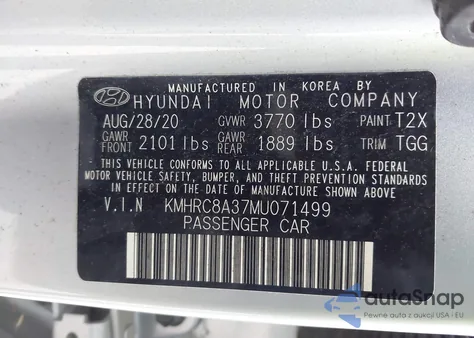 MANUFACTURED IN KOREA BY
HYUNDAI MOTOR COMPANY
AUG/28/20 GVWR 3770 lbs PAINT T2X
GAWR FRONT 2101 lbs GAWR REAR 1889 lbs TRIM TGG
THIS VEHICLE CONFORMS TO ALL APPLICABLE U.S.A. FEDERAL
MOTOR VEHICLE SAFETY, BUMPER, AND THEFT PREVENTION
STANDARDS IN EFFECT ON THE DATE OF MANUFACTURE SHOWN ABOVE.
V.I.N KMHRC8A37MU071499
PASSENGER CAR
autoSnap
Pewne auta z aukcji USA i EU